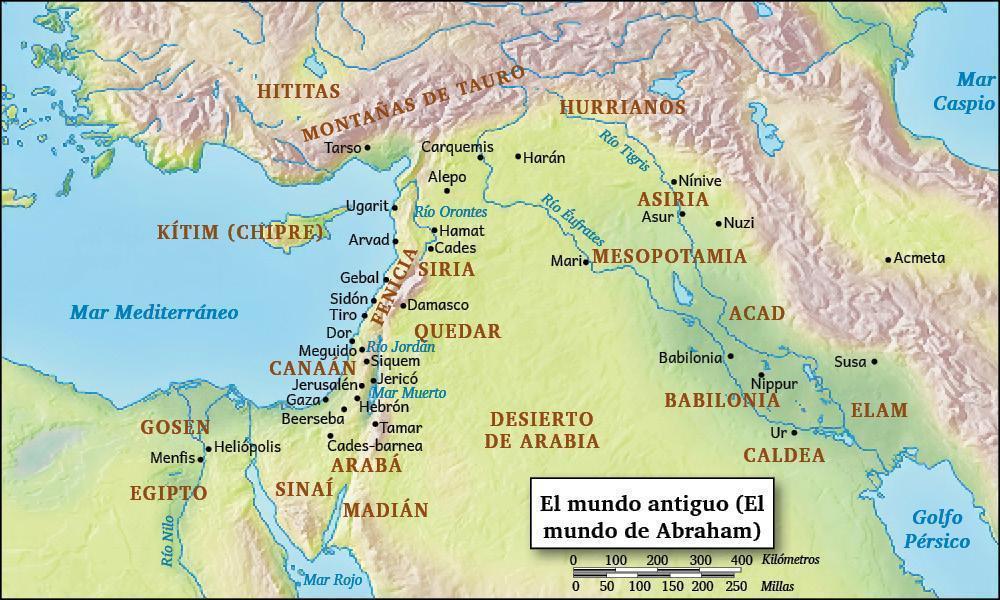 Mar
Caspio
HITITAS
MONTAÑAS DE TAURO
HURRIANOS
Tarso
Carquemis
Harán
Río Tigris
Alepo
Nínive
ASIRIA
Ugarit
Río Orontes
Río Éufrates
Asur
Nuzi
KÍTIM (CHIPRE)
Arvad
Hamat
Cades
SIRIA
Mari
MESOPOTAMIA
Acmeta
Gebal
FENICIA
Sidón
Damasco
Mar Mediterráneo
Tiro
ACAD
QUEDAR
Dor
Meguido
Río Jordán
Siquem
Babilonia
Susa
CANAÁN
Jerusalén
Jericó
Nippur
Mar Muerto
Gaza
Hebrón
BABILONIA
ELAM
Beerseba
DESIERTO
DE ARABIA
GOSEN
Tamar
Ur
Heliópolis
Cades-barnea
Menfis
ARABÁ
CALDEA
EGIPTO
SINAÍ
MADIÁN
El mundo antiguo (El
mundo de Abraham)
Golfo
Pérsico
Río Nilo
Mar Rojo
0 100 200 300 400 Kilómetros
0 50 100 150 200 250 Millas